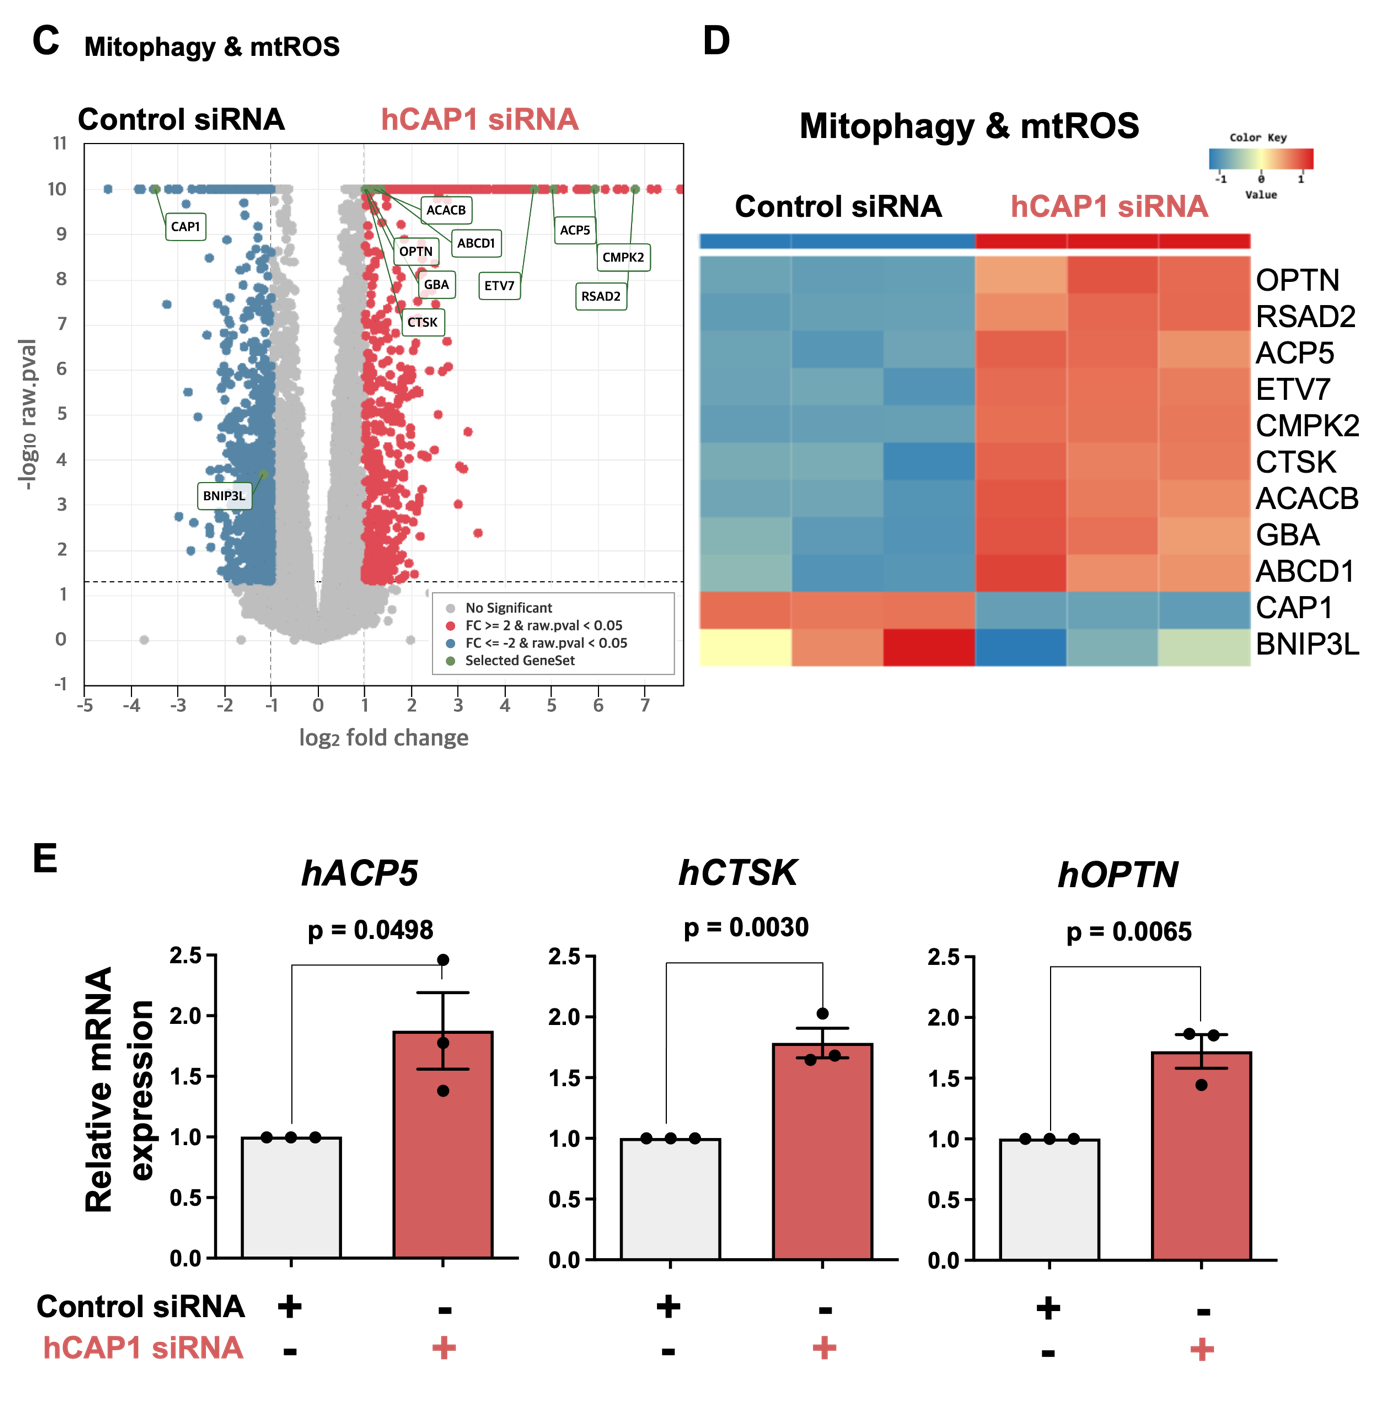 C Mitophagy & mtROS
Control siRNA hCAP1 siRNA
11
10
9
8
7
6
5
4
3
2
1
0
-1
-log10 raw.pval
CAP1
ACACB
ABCD1
OPTN
GBA
CTSK
ETV7
ACP5
CMPK2
RSAD2
BNIP3L
No Significant
FC >= 2 & raw.pval < 0.05
FC <= -2 & raw.pval < 0.05
Selected GeneSet
-5 -4 -3 -2 -1 0 1 2 3 4 5 6 7
log2 fold change
D
Mitophagy & mtROS
Color Key
-1 0 1
Value
Control siRNA hCAP1 siRNA
OPTN
RSAD2
ACP5
ETV7
CMPK2
CTSK
ACACB
GBA
ABCD1
CAP1
BNIP3L
E
Relative mRNA
expression
hACP5
p = 0.0498
2.5
2.0
1.5
1.0
0.5
0.0
hCTSK
p = 0.0030
2.5
2.0
1.5
1.0
0.5
0.0
hOPTN
p = 0.0065
2.5
2.0
1.5
1.0
0.5
0.0
Control siRNA + - + - + -
hCAP1 siRNA - + - + - +